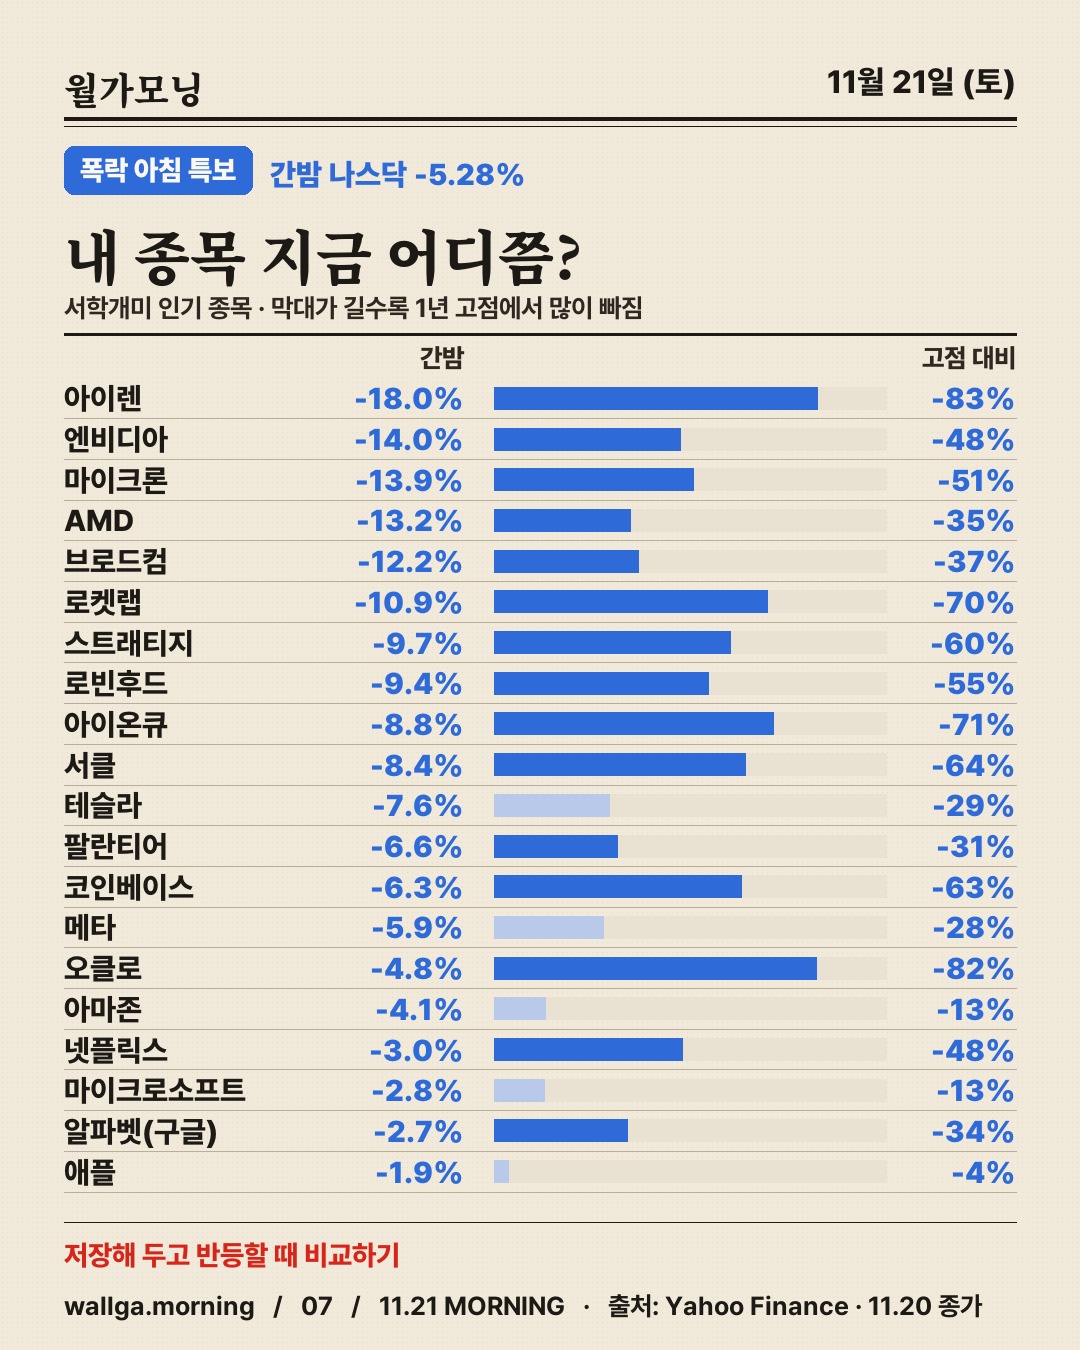 월가모닝
11월 21일 (토)
폭락 아침 특보 간밤 나스닥 -5.28%
내 종목 지금 어디쯤?
서학개미 인기 종목 · 막대가 길수록 1년 고점에서 많이 빠짐
간밤 고점 대비
아이렌 -18.0% -83%
엔비디아 -14.0% -48%
마이크론 -13.9% -51%
AMD -13.2% -35%
브로드컴 -12.2% -37%
로켓랩 -10.9% -70%
스트래티지 -9.7% -60%
로빈후드 -9.4% -55%
아이온큐 -8.8% -71%
서클 -8.4% -64%
테슬라 -7.6% -29%
팔란티어 -6.6% -31%
코인베이스 -6.3% -63%
메타 -5.9% -28%
오클로 -4.8% -82%
아마존 -4.1% -13%
넷플릭스 -3.0% -48%
마이크로소프트 -2.8% -13%
알파벳(구글) -2.7% -34%
애플 -1.9% -4%
저장해 두고 반등할 때 비교하기
wallga.morning / 07 / 11.21 MORNING · 출처: Yahoo Finance · 11.20 종가